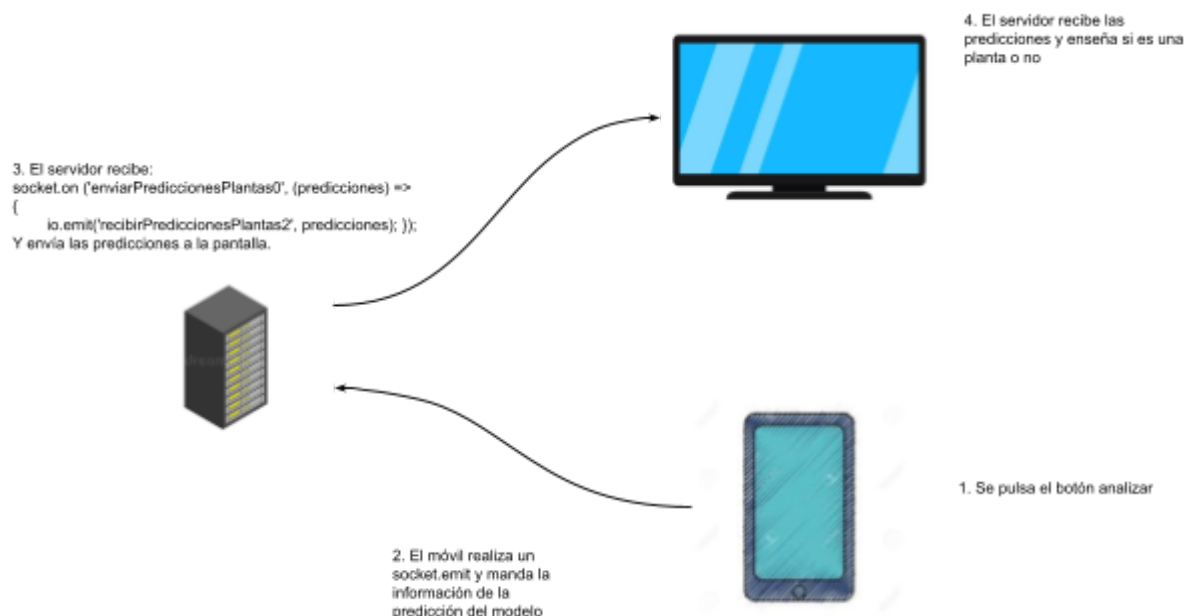 4. El servidor recibe las
predicciones y enseña si es una
planta o no
3. El servidor recibe:
socket.on ('enviarPrediccionesPlantas0', (predicciones) =>
{
io.emit('recibirPrediccionesPlantas2', predicciones); });
Y envía las predicciones a la pantalla.
1. Se pulsa el botón analizar
2. El móvil realiza un
socket.emit y manda la
información de la
predicción del modelo